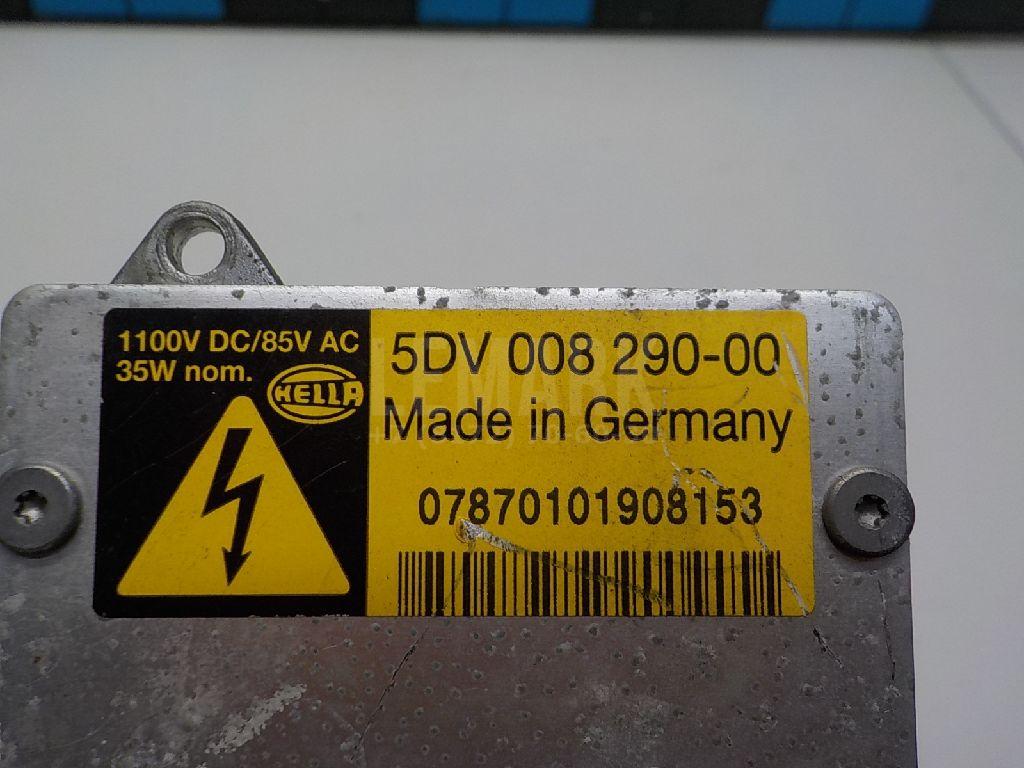 1100V DC/85V AC
35W nom.
HELLA
5DV 008 290-00
Made in Germany
07870101908153